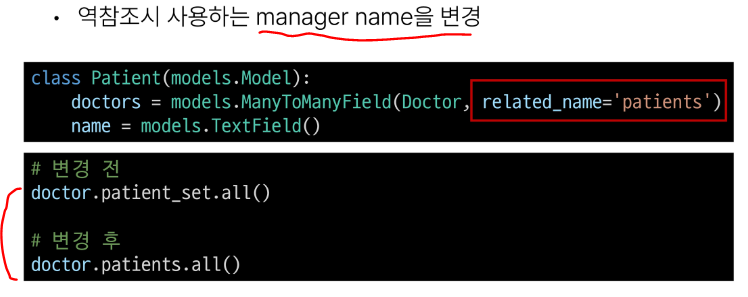 • 역참조시 사용하는 manager name을 변경
class Patient(models.Model):
    doctors = models.ManyToManyField(Doctor, related_name='patients')
    name = models.TextField()
# 변경 전
doctor.patient_set.all()
# 변경 후
doctor.patients.all()